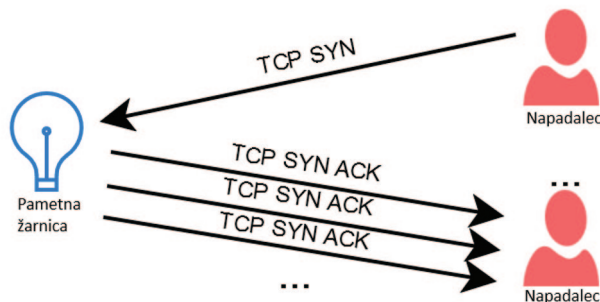 TCP SYN
Napadalec
TCP SYN ACK
...
TCP SYN ACK
Pametna
žarnica
TCP SYN ACK
...
Napadalec